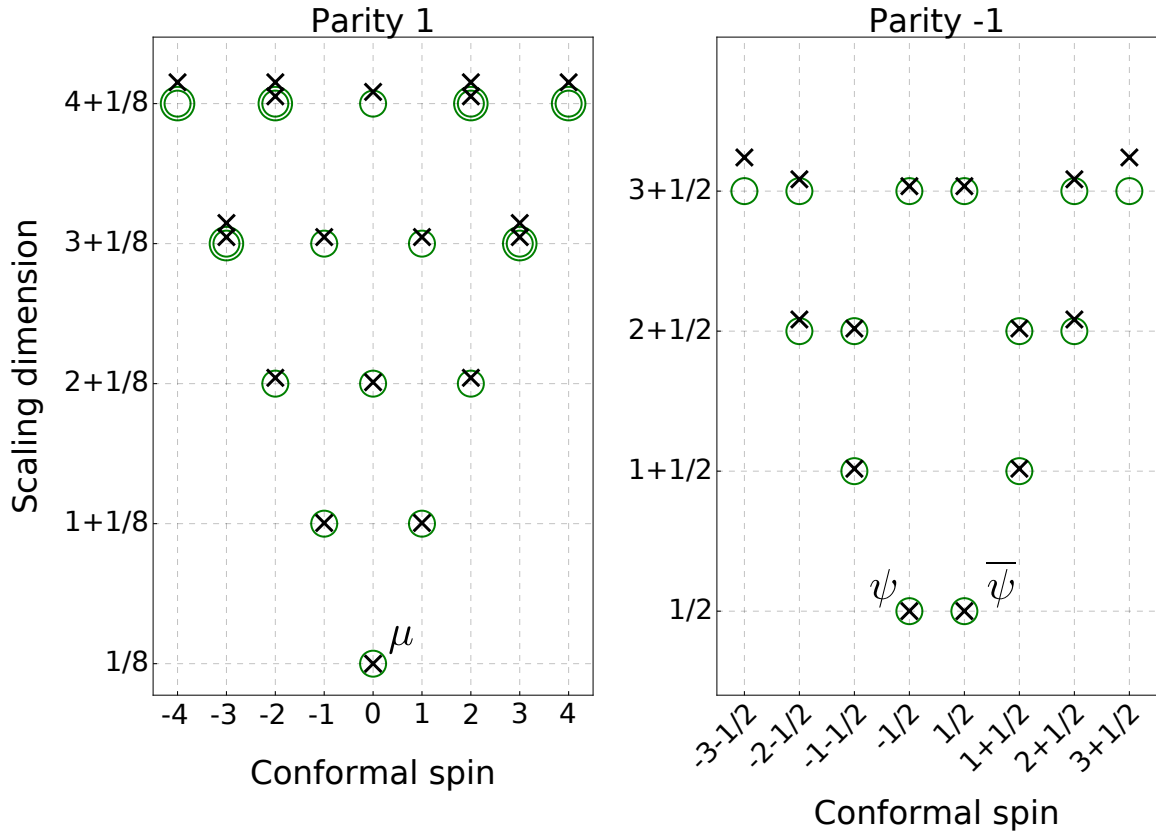 Parity 1
Scaling dimension
4+1/8
3+1/8
2+1/8
1+1/8
1/8
μ
-4 -3 -2 -1 0 1 2 3 4
Conformal spin
Parity -1
3+1/2
2+1/2
1+1/2
1/2
ψ ψ̅
-3-1/2 -2-1/2 -1-1/2 -1/2 1/2 1+1/2 2+1/2 3+1/2
Conformal spin